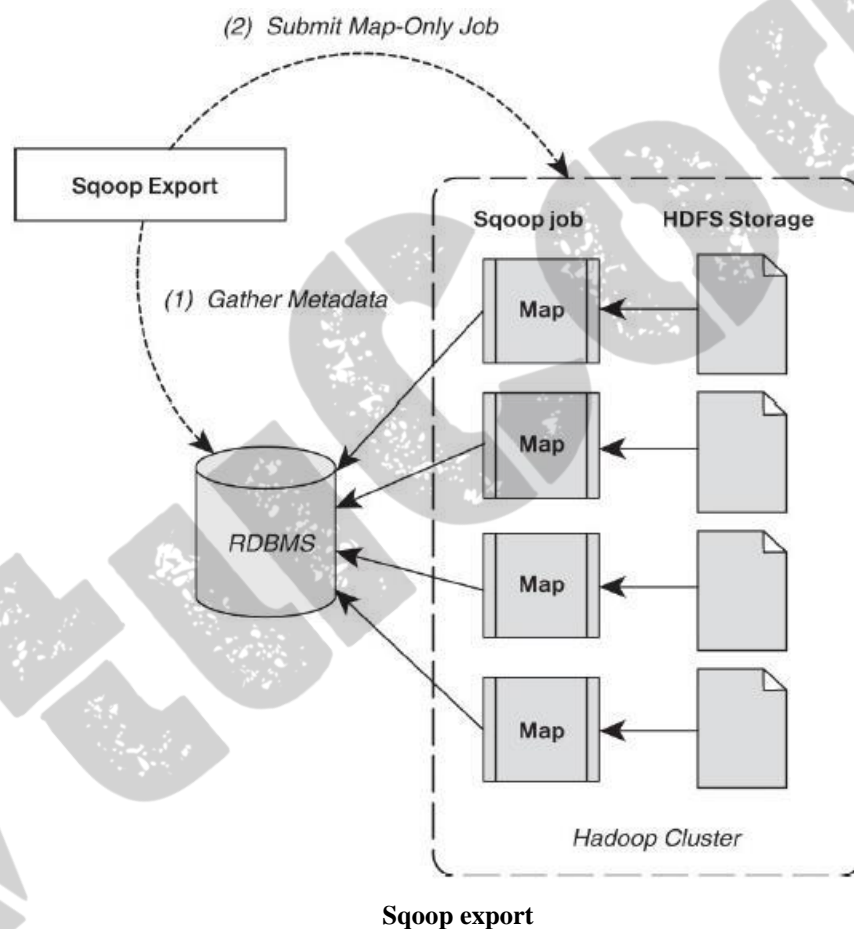 (2) Submit Map-Only Job
Sqoop Export
(1) Gather Metadata
Sqoop job
HDFS Storage
Map
Map
RDBMS
Map
Map
Hadoop Cluster
Sqoop export